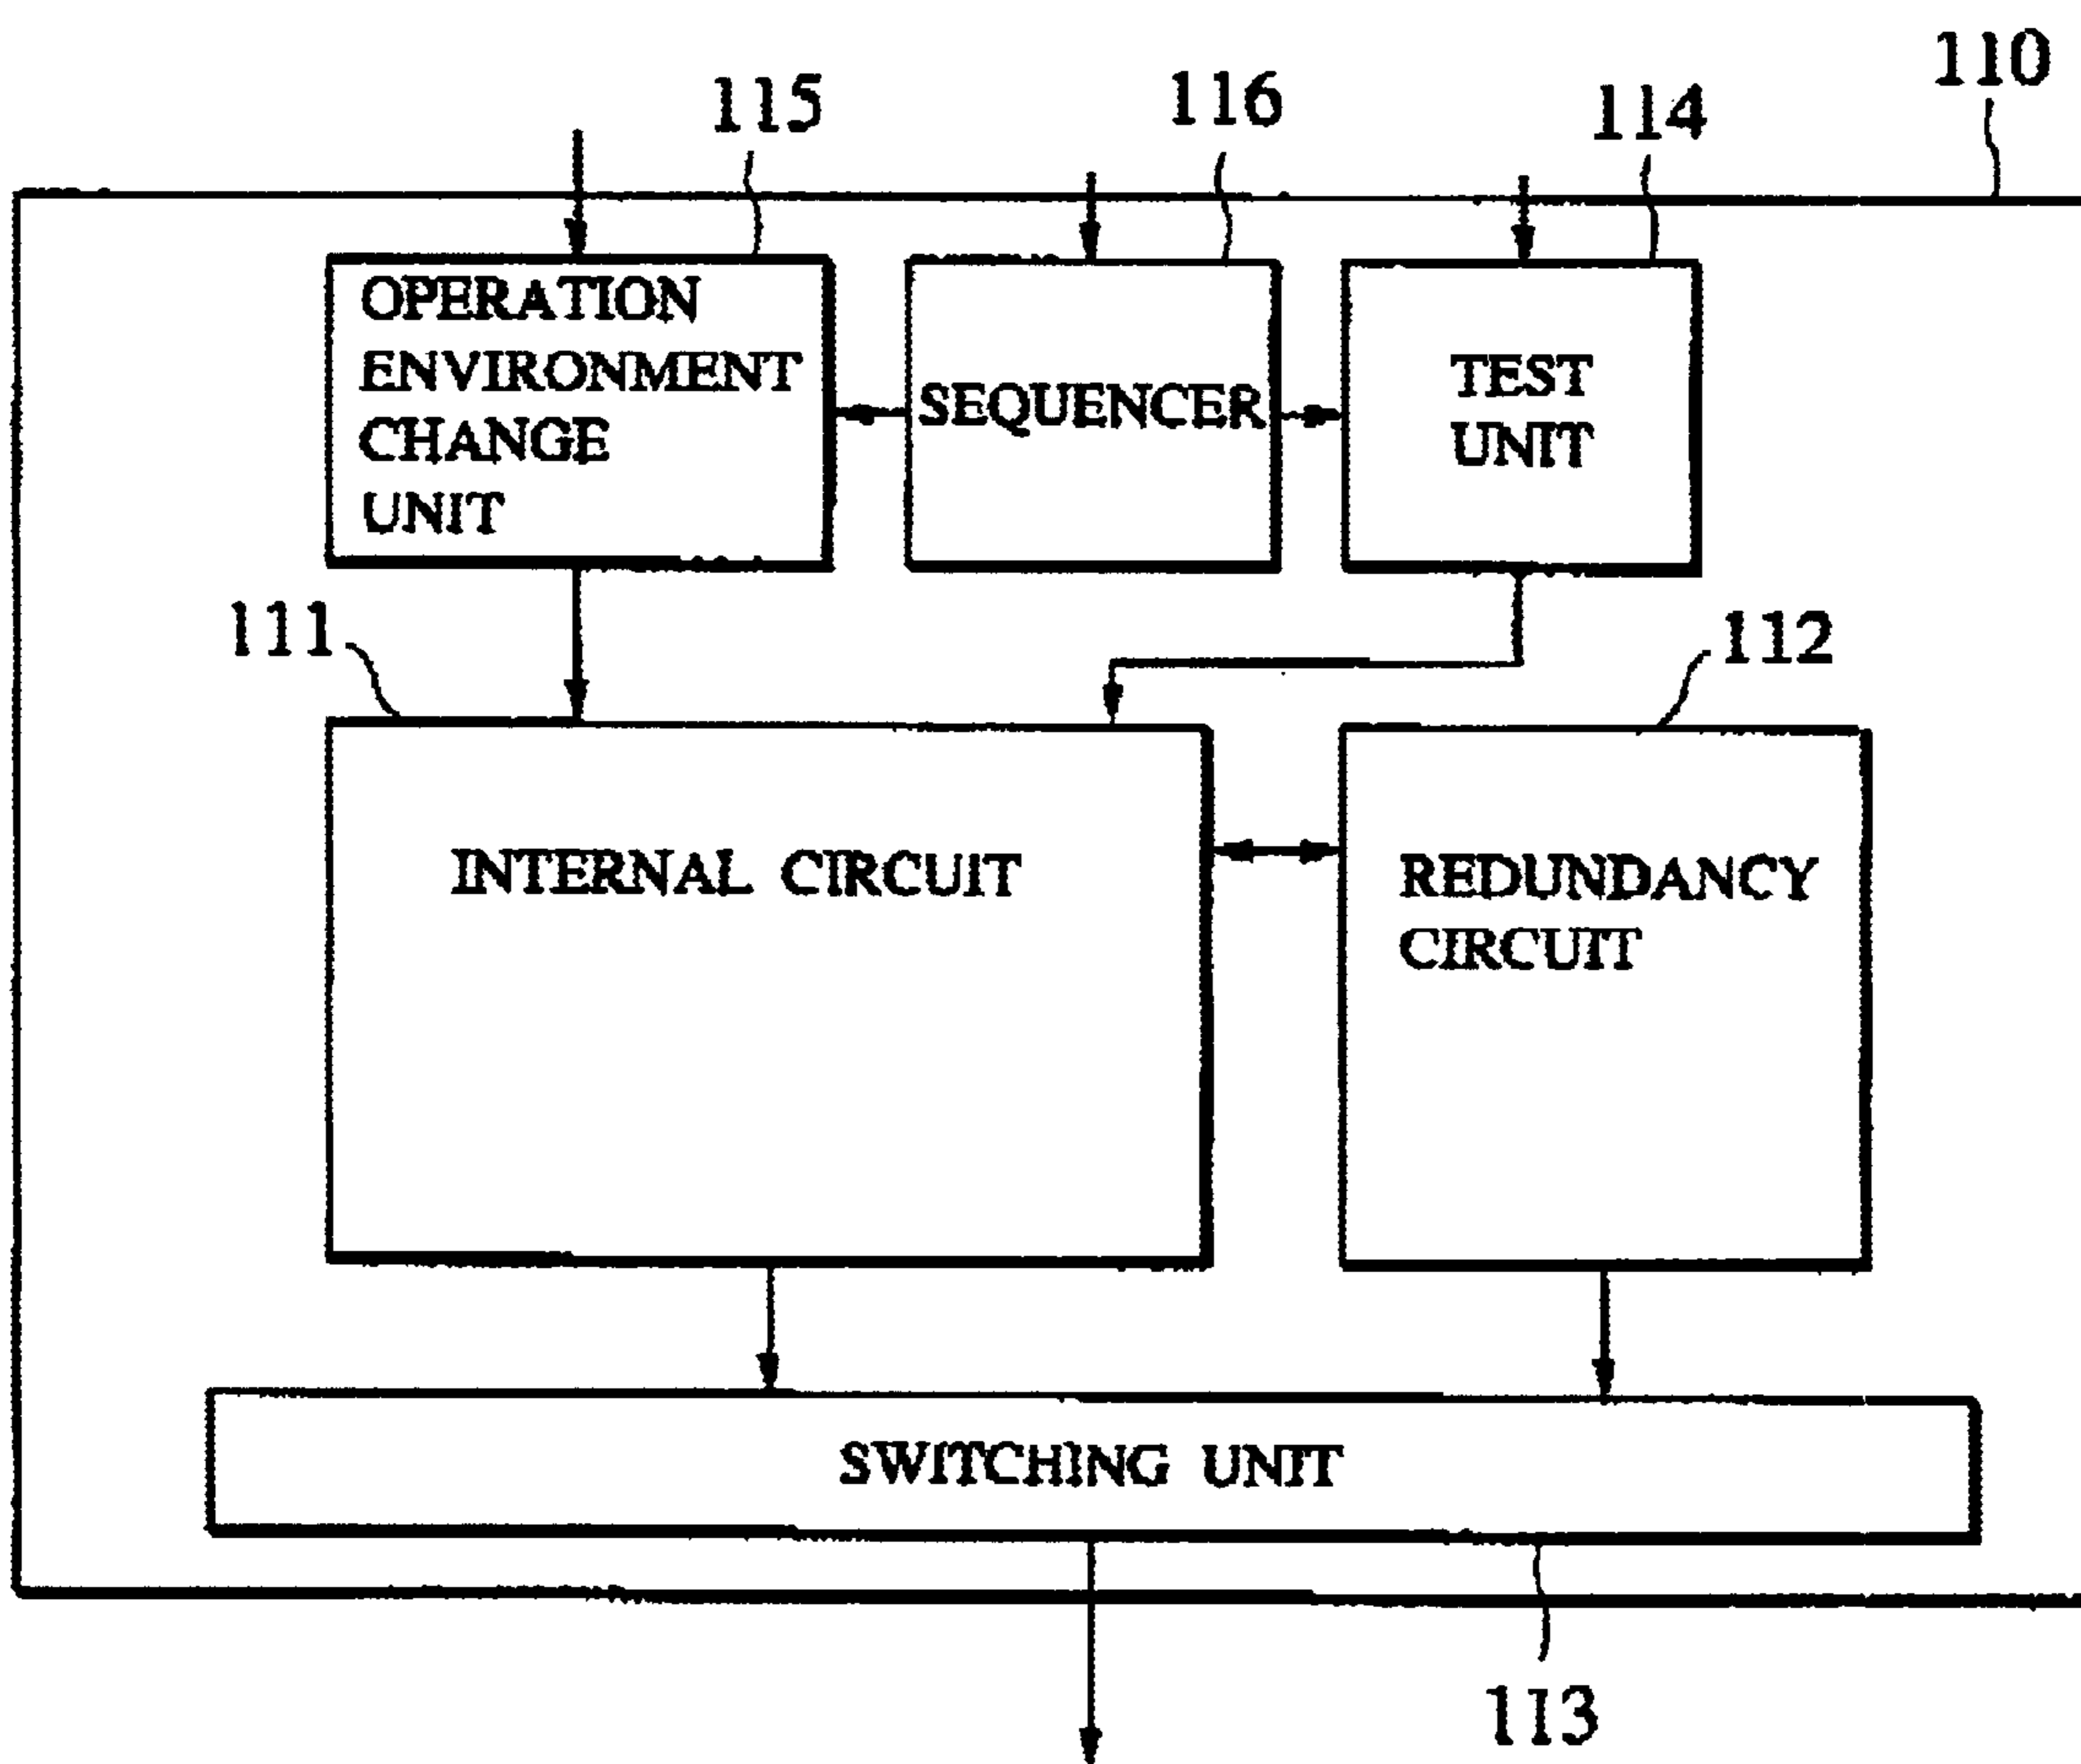 110
115
116
114
OPERATION
ENVIRONMENT
CHANGE
UNIT
SEQUENCER
TEST
UNIT
111
112
INTERNAL CIRCUIT
REDUNDANCY
CIRCUIT
SWITCHING UNIT
113